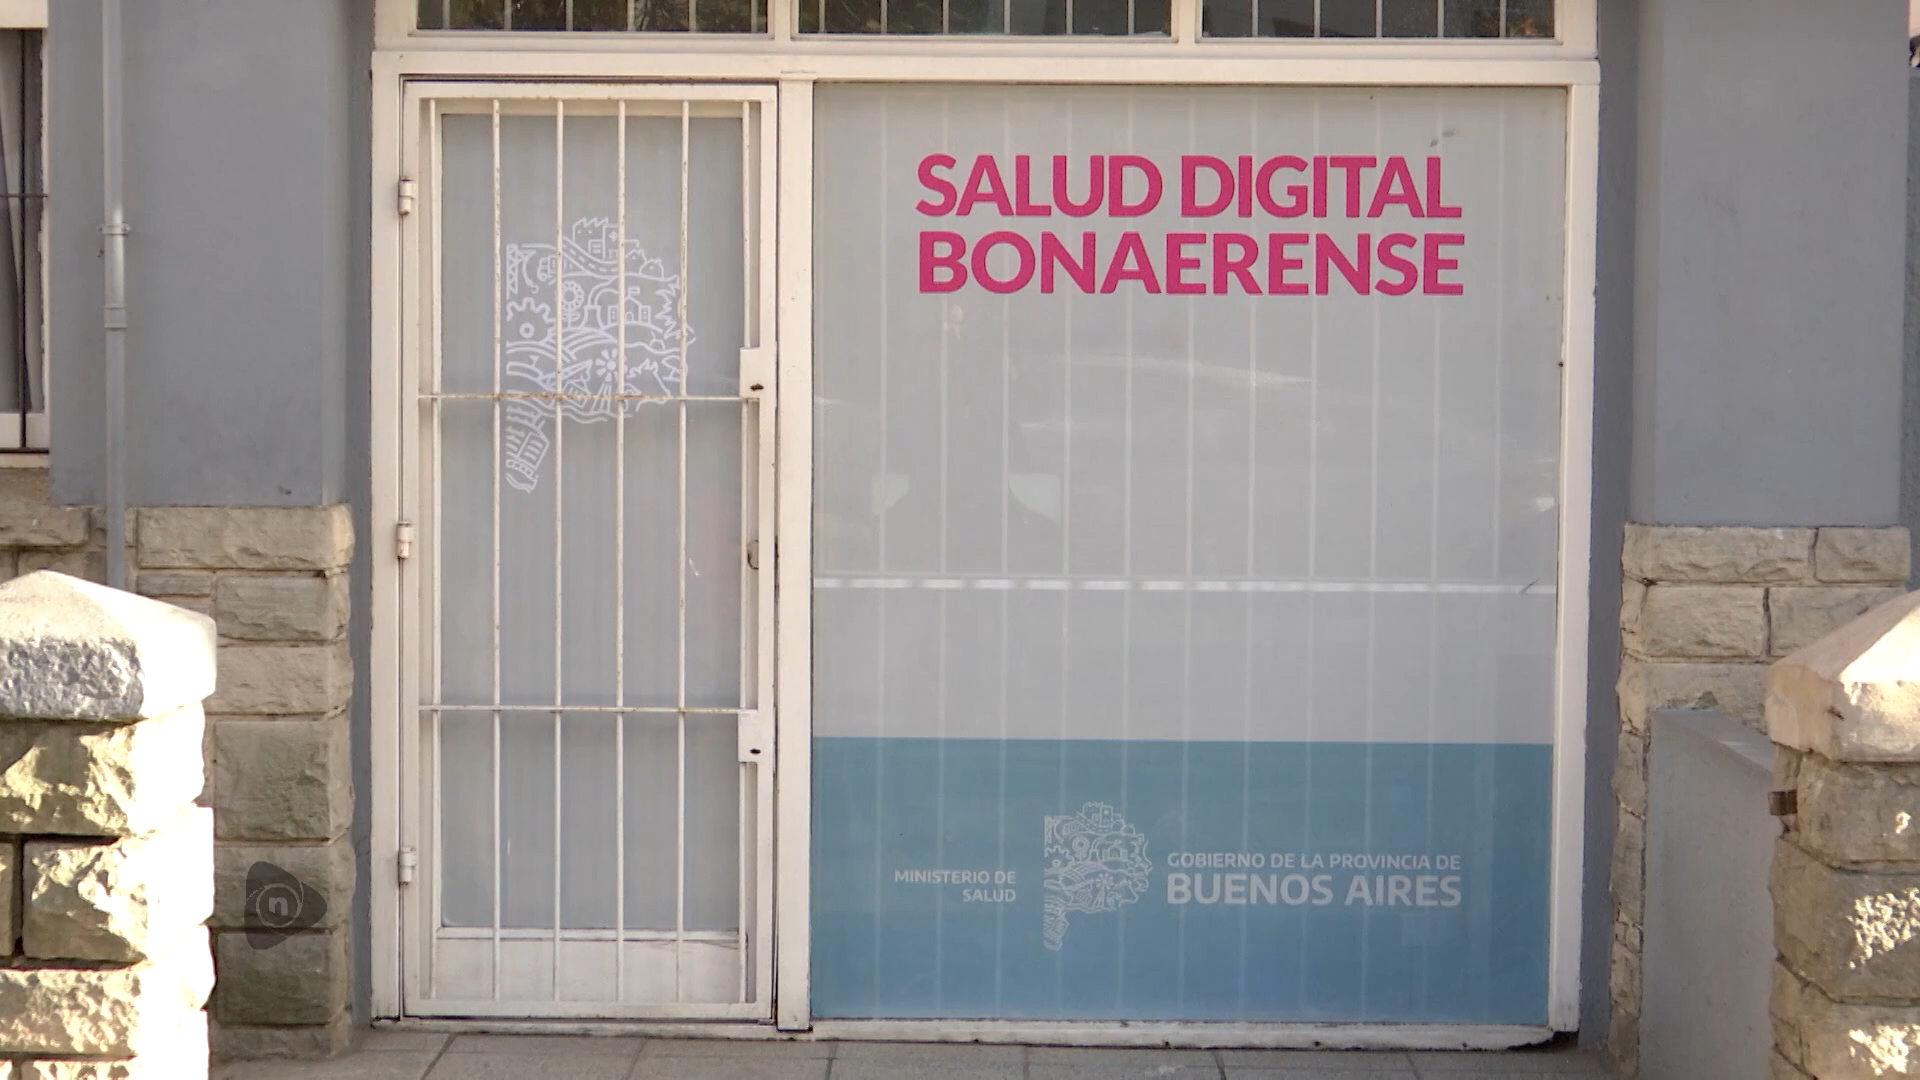 SALUD DIGITAL
BONAERENSE
MINISTERIO DE
SALUD
GOBIERNO DE LA PROVINCIA DE
BUENOS AIRES
n